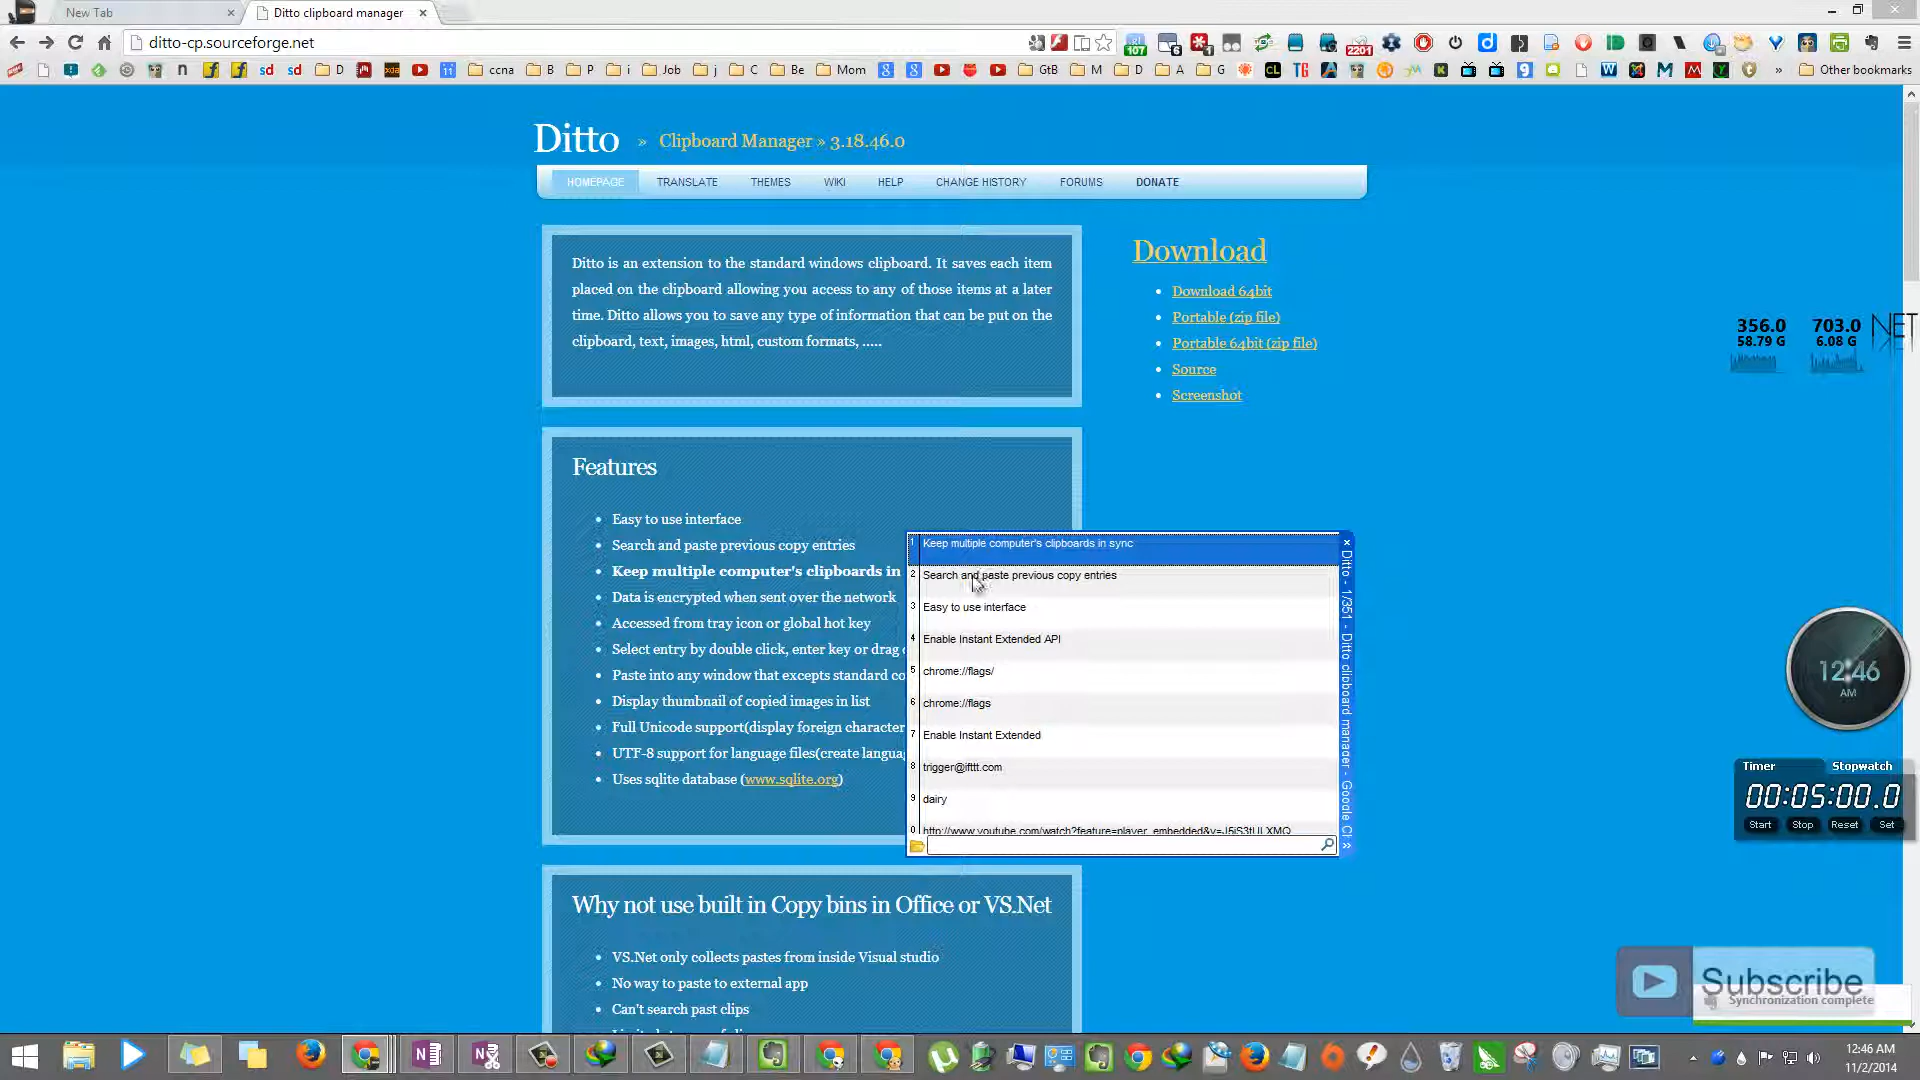 New Tab
Ditto clipboard manager
ditto-cp.sourceforge.net
107
6
1
2201
11
ccna
B
P
i
Job
j
C
Be
Mom
GtB
M
D
A
G
CL
TG
Other bookmarks
Ditto » Clipboard Manager » 3.18.46.0
HOMEPAGE TRANSLATE THEMES WIKI HELP CHANGE HISTORY FORUMS DONATE
Ditto is an extension to the standard windows clipboard. It saves each item
placed on the clipboard allowing you access to any of those items at a later
time. Ditto allows you to save any type of information that can be put on the
clipboard, text, images, html, custom formats, .....
Download
Download 64bit
Portable (zip file)
Portable 64bit (zip file)
Source
Screenshot
356.0 703.0 NET
58.79 G 6.08 G
Features
Easy to use interface
Search and paste previous copy entries
Keep multiple computer's clipboards in
Data is encrypted when sent over the network
Accessed from tray icon or global hot key
Select entry by double click, enter key or drag
Paste into any window that excepts standard
Display thumbnail of copied images in list
Full Unicode support(display foreign character
UTF-8 support for language files(create
Uses sqlite database (www.sqlite.org)
1 Keep multiple computer's clipboards in sync
2 Search and paste previous copy entries
3 Easy to use interface
4 Enable Instant Extended API
5 chrome://flags/
6 chrome://flags
7 Enable Instant Extended
8 trigger@ifttt.com
9 dairy
0
Ditto - 1/351 - Ditto clipboard manager - Google
12:46
AM
Timer Stopwatch
00:05:00.0
Start Stop Reset Set
Why not use built in Copy bins in Office or VS.Net
VS.Net only collects pastes from inside Visual studio
No way to paste to external app
Can't search past clips
Subscribe
Synchronization complete
12:46 AM
11/2/2014